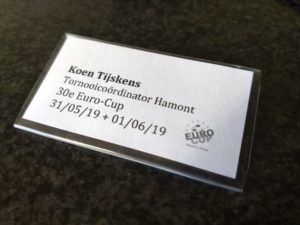 Koen Tijskens
Tornooicoördinator Hamont
30e Euro-Cup
31/05/19 + 01/06/19
EURO
CUP